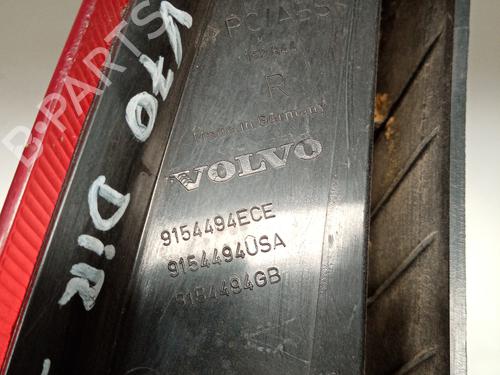 B-PARTS
V70 DIR
>PC/ABS<
R
Made in Germany
VOLVO
9154494ECE
9154494USA
9154494GB